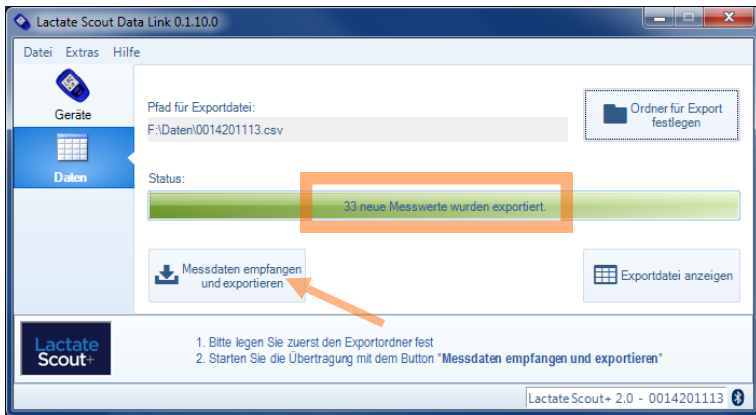 Lactate Scout Data Link 0.1.10.0
Datei Extras Hilfe
Geräte
Daten
Pfad für Exportdatei:
F:\Daten\0014201113.csv
Ordner für Export
festlegen
Status:
33 neue Messwerte wurden exportiert.
Messdaten empfangen
und exportieren
Exportdatei anzeigen
Lactate
Scout+
1. Bitte legen Sie zuerst den Exportordner fest
2. Starten Sie die Übertragung mit dem Button "Messdaten empfangen und exportieren"
Lactate Scout+ 2.0 - 0014201113